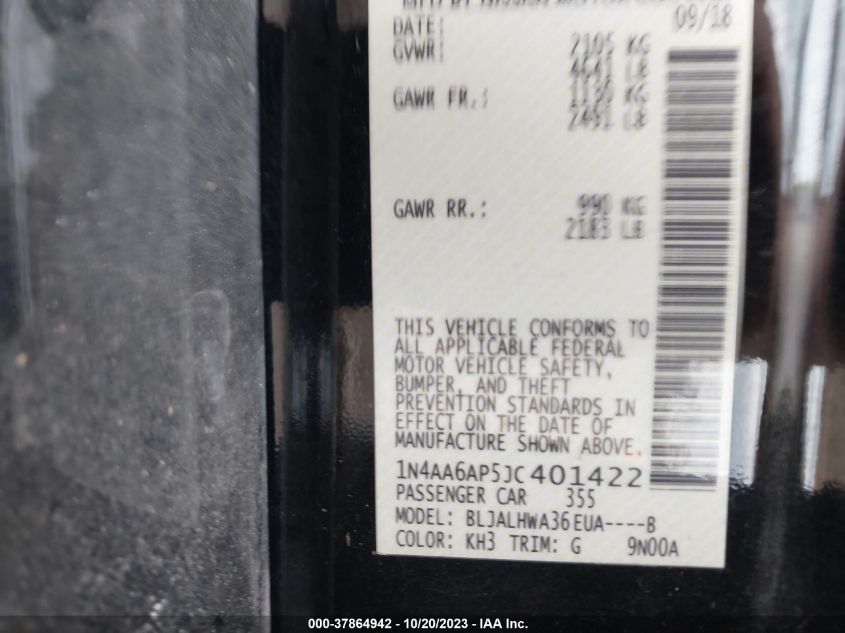 09/18
DATE:
GVWR: 2105 KG
4641 LB
GAWR FR.: 1130 KG
2491 LB
GAWR RR.: 990 KG
2183 LB
THIS VEHICLE CONFORMS TO
ALL APPLICABLE FEDERAL
MOTOR VEHICLE SAFETY,
BUMPER, AND THEFT
PREVENTION STANDARDS IN
EFFECT ON THE DATE OF
MANUFACTURE SHOWN ABOVE.
1N4AA6AP5JC401422
PASSENGER CAR 355
MODEL: BLJALHWA36EUA----B
COLOR: KH3 TRIM: G 9N00A
000-37864942 - 10/20/2023 - IAA Inc.